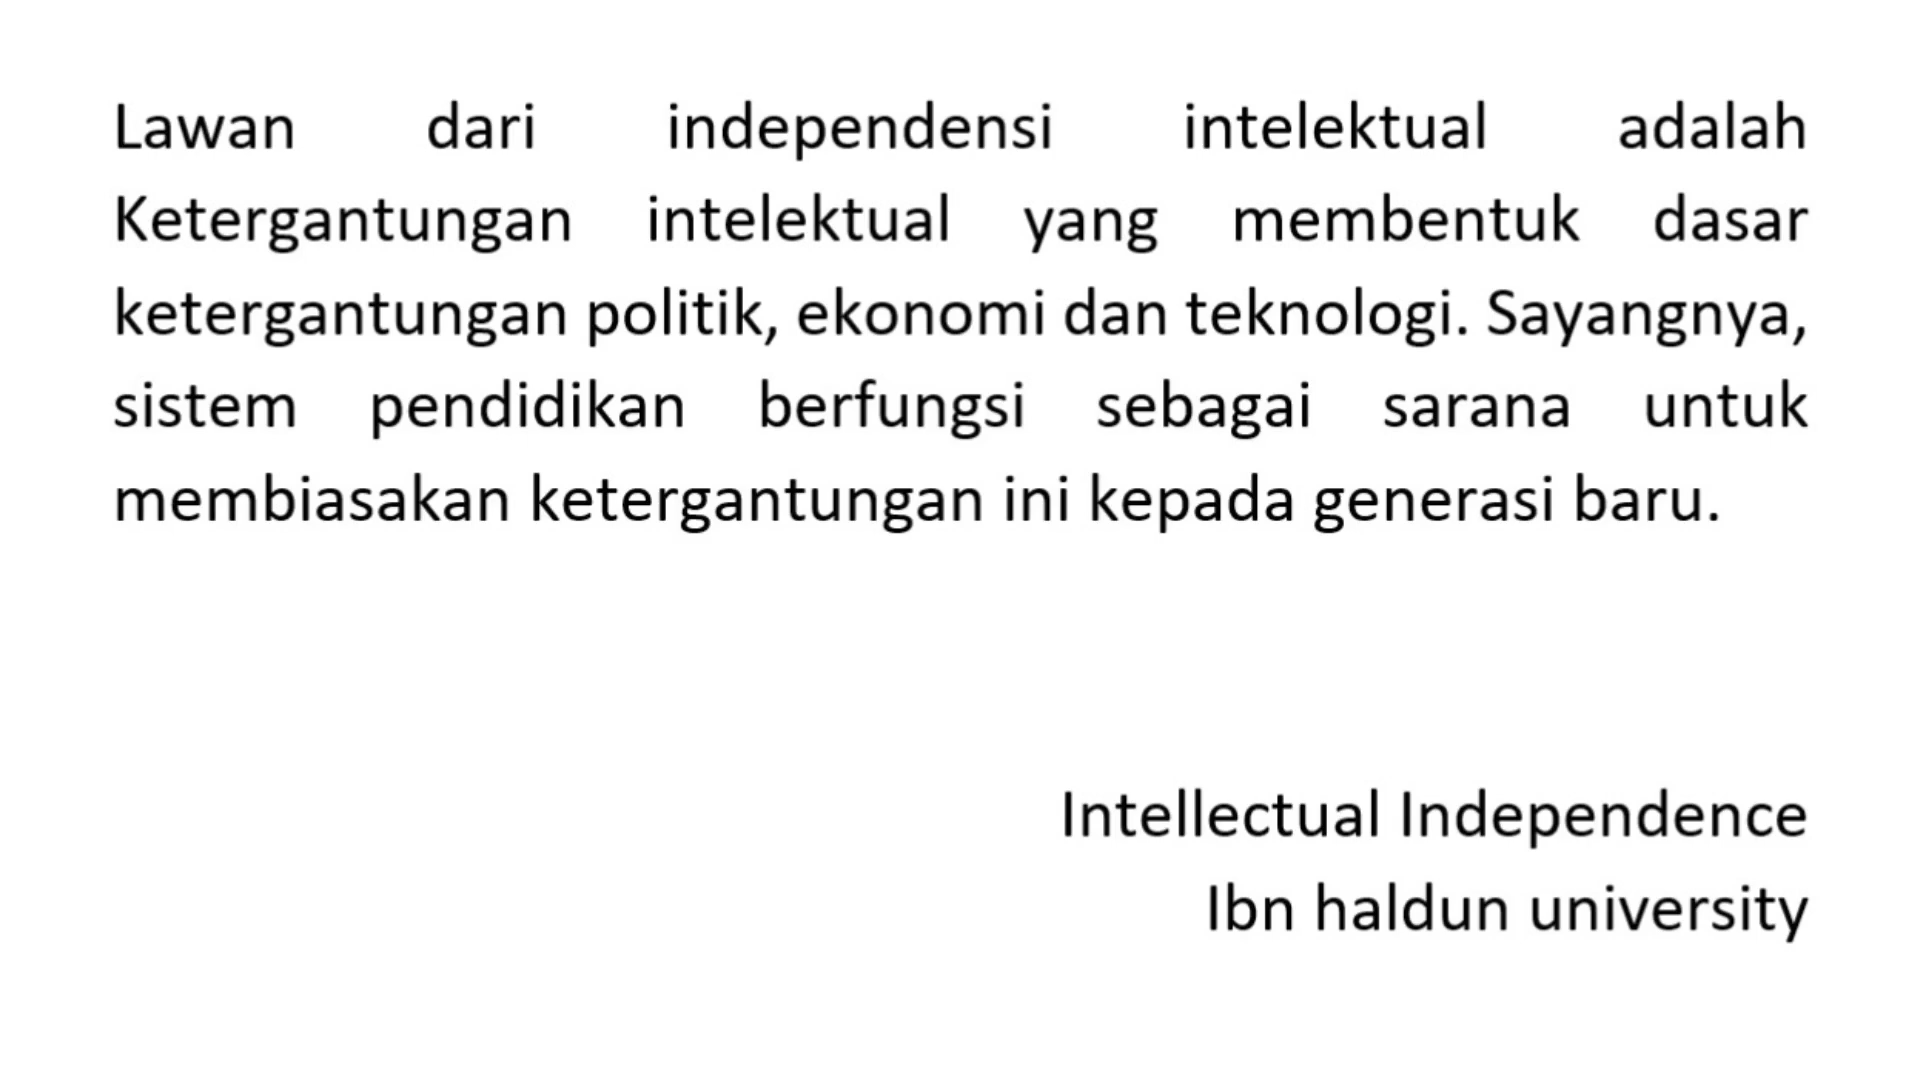 Lawan dari independensi intelektual adalah
Ketergantungan intelektual yang membentuk dasar
ketergantungan politik, ekonomi dan teknologi. Sayangnya,
sistem pendidikan berfungsi sebagai sarana untuk
membiasakan ketergantungan ini kepada generasi baru.
Intellectual Independence
Ibn haldun university